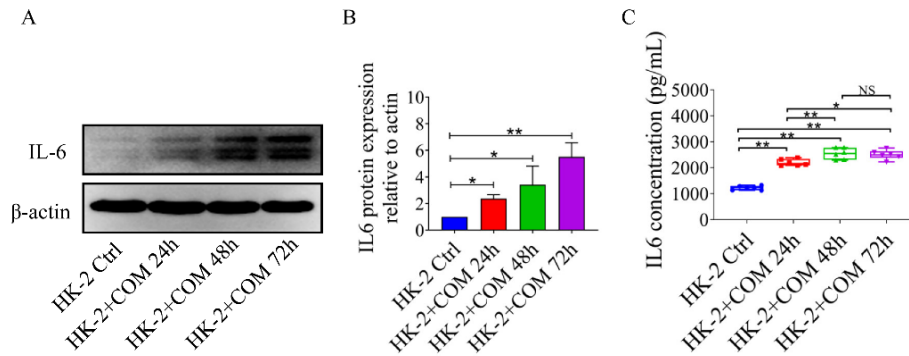 A
IL-6
β-actin
HK-2 Ctrl
HK-2+COM 24h
HK-2+COM 48h
HK-2+COM 72h
B
IL6 protein expression
relative to actin
10
8
6
4
2
0
**
*
*
HK-2 Ctrl
HK-2+COM 24h
HK-2+COM 48h
HK-2+COM 72h
C
IL6 concentration (pg/mL)
5000
4000
3000
2000
1000
0
NS
*
**
**
**
**
HK-2 Ctrl
HK-2+COM 24h
HK-2+COM 48h
HK-2+COM 72h